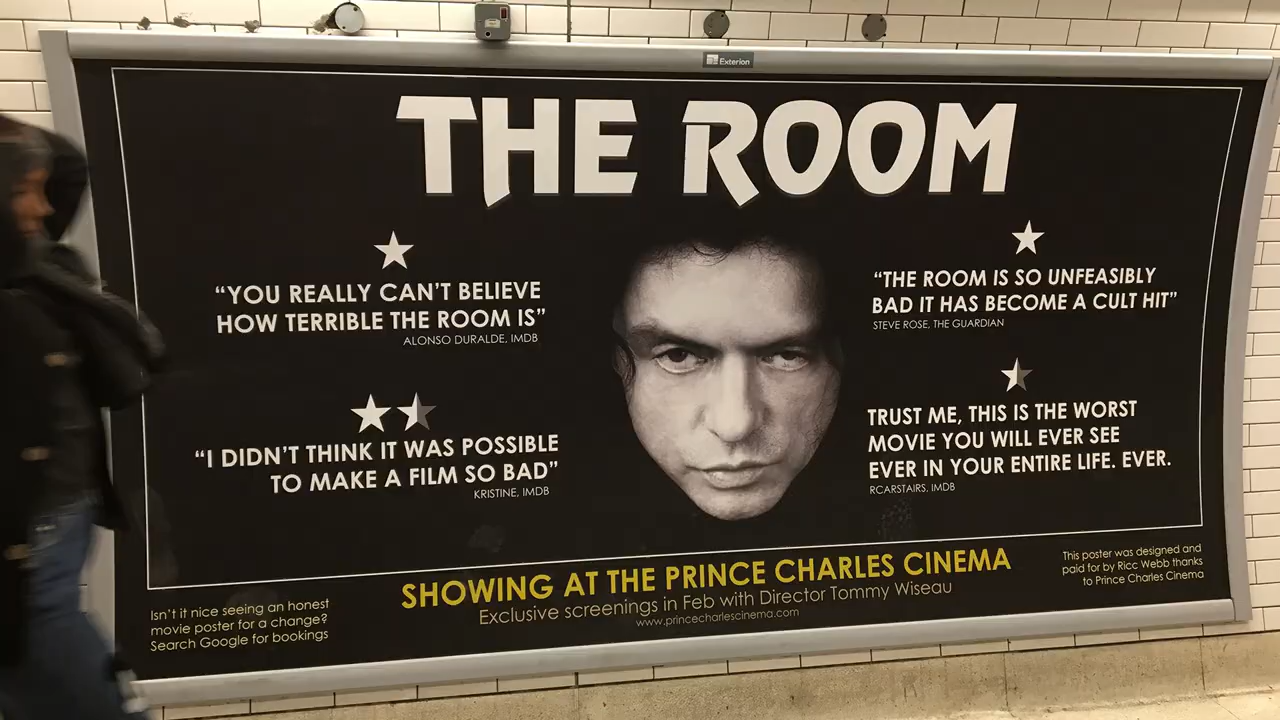 Exterion
THE ROOM
"YOU REALLY CAN'T BELIEVE
HOW TERRIBLE THE ROOM IS"
ALONSO DURALDE, IMDB
"I DIDN'T THINK IT WAS POSSIBLE
TO MAKE A FILM SO BAD"
KRISTINE, IMDB
"THE ROOM IS SO UNFEASIBLY
BAD IT HAS BECOME A CULT HIT"
STEVE ROSE, THE GUARDIAN
TRUST ME, THIS IS THE WORST
MOVIE YOU WILL EVER SEE
EVER IN YOUR ENTIRE LIFE. EVER.
RCARSTAIRS, IMDB
SHOWING AT THE PRINCE CHARLES CINEMA
Exclusive screenings in Feb with Director Tommy Wiseau
www.princecharlescinema.com
Isn't it nice seeing an honest
movie poster for a change?
Search Google for bookings
This poster was designed and
paid for by Ricc Webb thanks
to Prince Charles Cinema